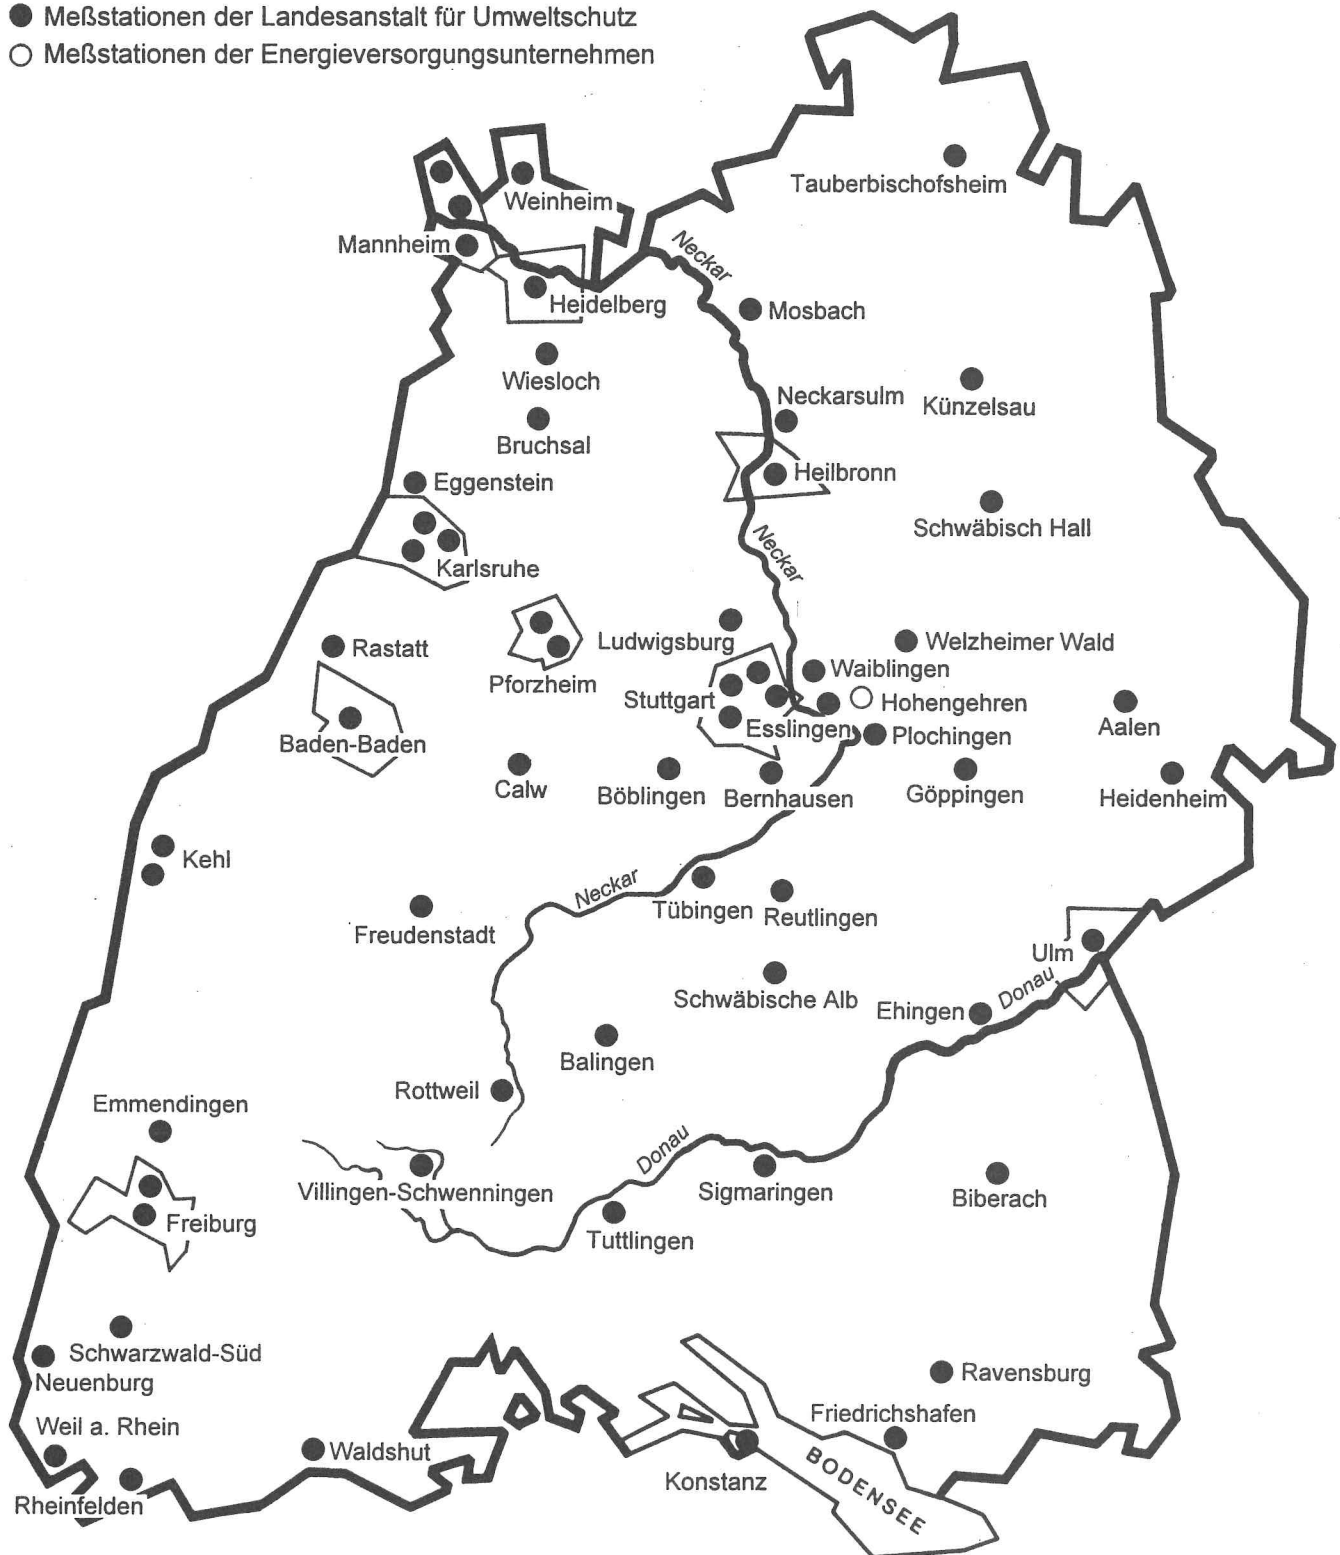 Meßstationen der Landesanstalt für Umweltschutz
Meßstationen der Energieversorgungsunternehmen
Tauberbischofsheim
Weinheim
Mannheim
Neckar
Heidelberg
Mosbach
Wiesloch
Neckarsulm
Künzelsau
Bruchsal
Heilbronn
Eggenstein
Schwäbisch Hall
Neckar
Karlsruhe
Ludwigsburg
Welzheimer Wald
Rastatt
Waiblingen
Pforzheim
Stuttgart
Hohengehren
Esslingen
Aalen
Plochingen
Baden-Baden
Calw
Böblingen
Bernhausen
Göppingen
Heidenheim
Kehl
Neckar
Tübingen
Reutlingen
Freudenstadt
Ulm
Donau
Schwäbische Alb
Ehingen
Balingen
Rottweil
Emmendingen
Donau
Villingen-Schwenningen
Sigmaringen
Biberach
Freiburg
Tuttlingen
Schwarzwald-Süd
Neuenburg
Ravensburg
Friedrichshafen
Weil a. Rhein
Waldshut
Konstanz
BODENSEE
Rheinfelden